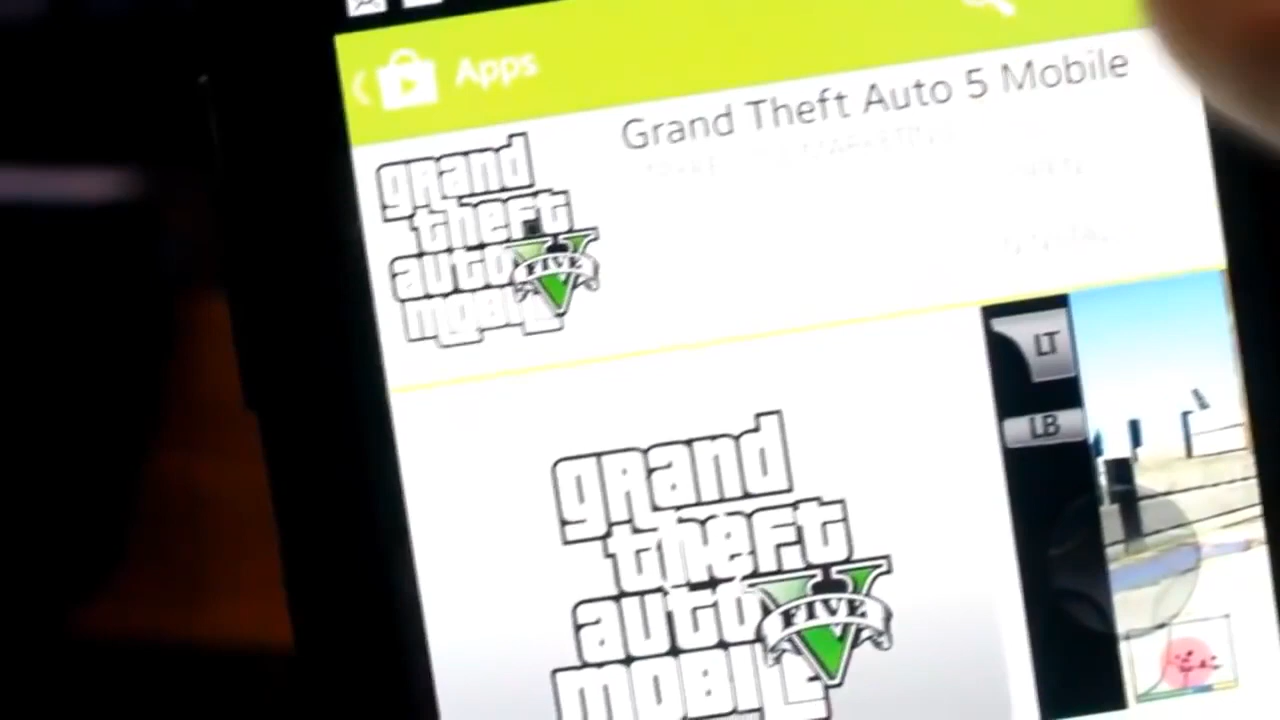 Apps
Grand Theft Auto 5 Mobile
grand
theft
auto
FIVE
mobile
LT
LB
grand
theft
auto
FIVE
mobile